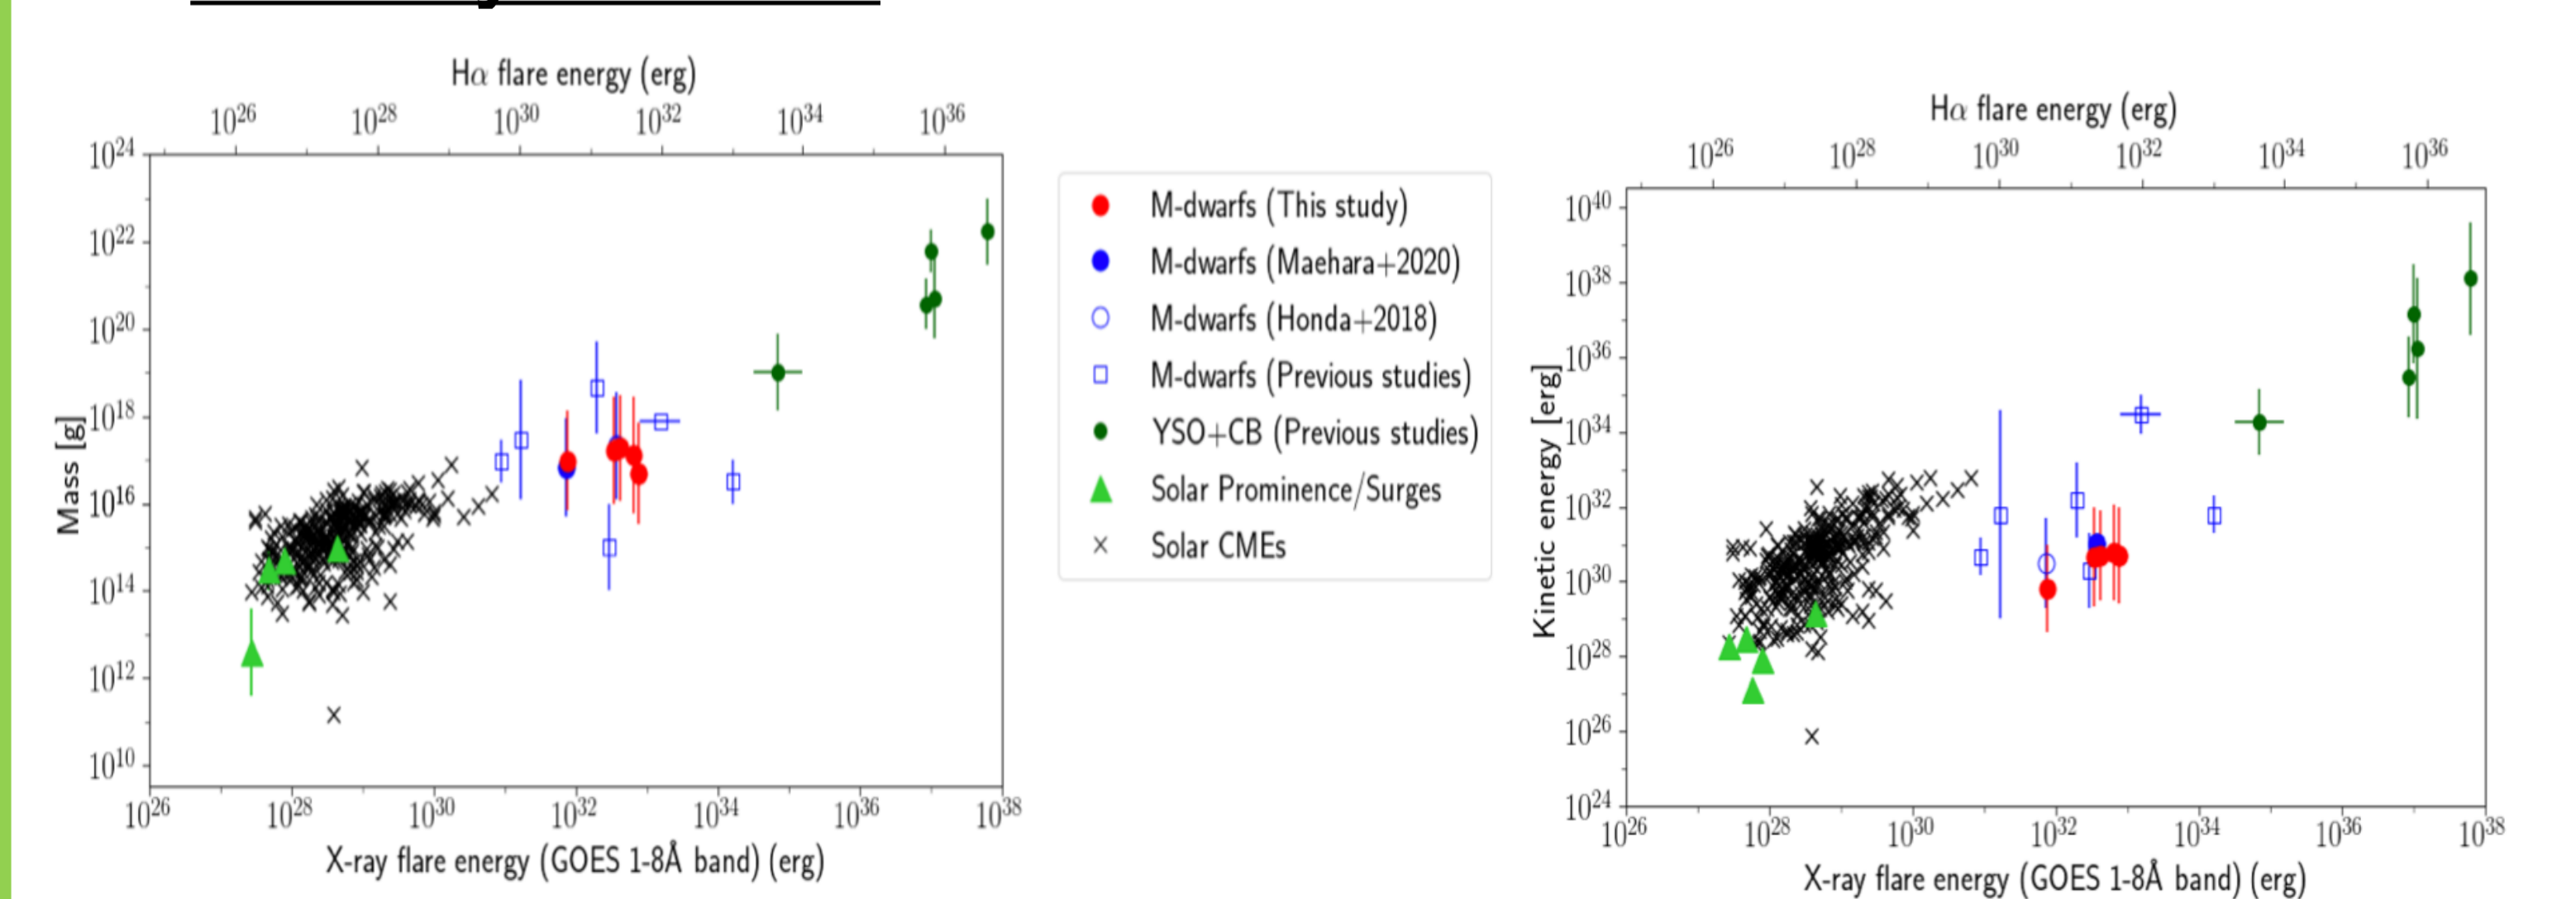 Hα flare energy (erg)
10^26 10^28 10^30 10^32 10^34 10^36
10^24
10^22
10^20
10^18
10^16
10^14
10^12
10^10
Mass [g]
10^26 10^28 10^30 10^32 10^34 10^36 10^38
X-ray flare energy (GOES 1-8Å band) (erg)
M-dwarfs (This study)
M-dwarfs (Maehara+2020)
M-dwarfs (Honda+2018)
M-dwarfs (Previous studies)
YSO+CB (Previous studies)
Solar Prominence/Surges
Solar CMEs
Hα flare energy (erg)
10^26 10^28 10^30 10^32 10^34 10^36
10^40
10^38
10^36
10^34
10^32
10^30
10^28
10^26
10^24
Kinetic energy [erg]
10^26 10^28 10^30 10^32 10^34 10^36 10^38
X-ray flare energy (GOES 1-8Å band) (erg)